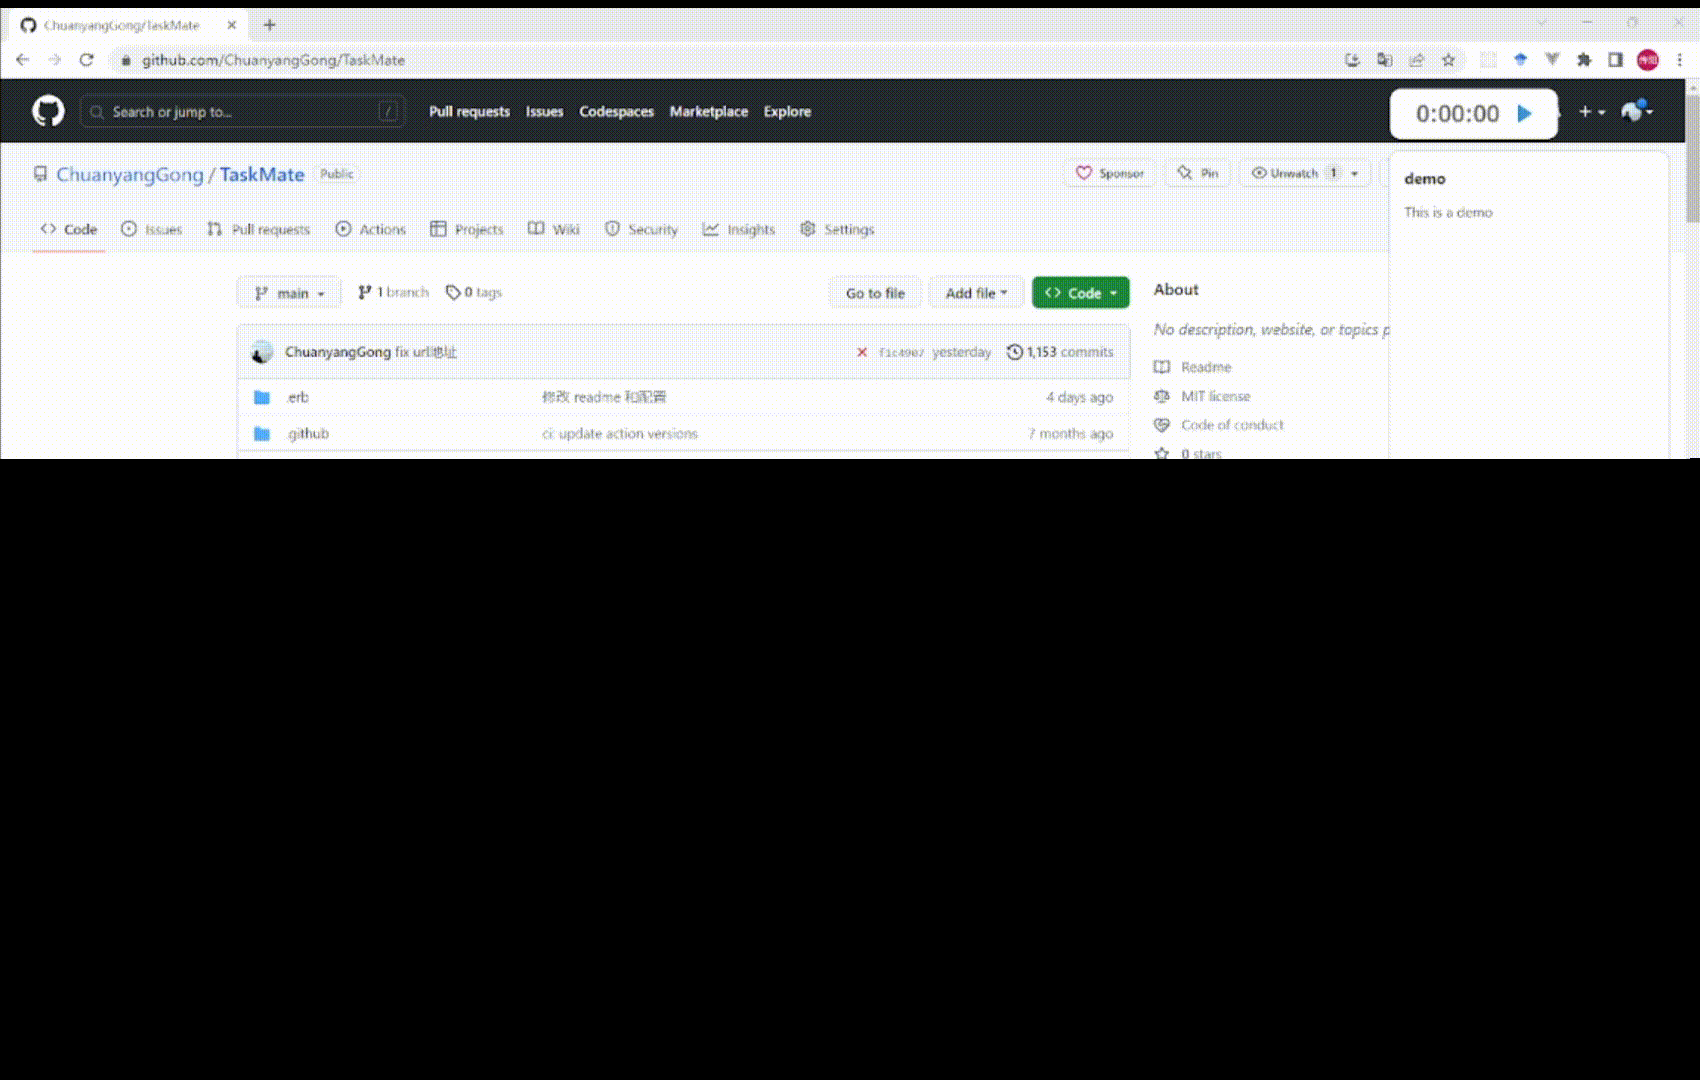 ChuanyangGong/TaskMate
github.com/ChuanyangGong/TaskMate
Search or jump to... /
Pull requests Issues Codespaces Marketplace Explore
0:00:00
ChuanyangGong / TaskMate Public
Sponsor Pin Unwatch 1
demo
This is a demo
Code Issues Pull requests Actions Projects Wiki Security Insights Settings
main 1 branch 0 tags
Go to file Add file Code
About
No description, website, or topics p
ChuanyangGong fix url地址
f1c4907 yesterday 1,153 commits
Readme
.erb 修改 readme 和配置 4 days ago
MIT license
Code of conduct
.github ci: update action versions 7 months ago
0 stars